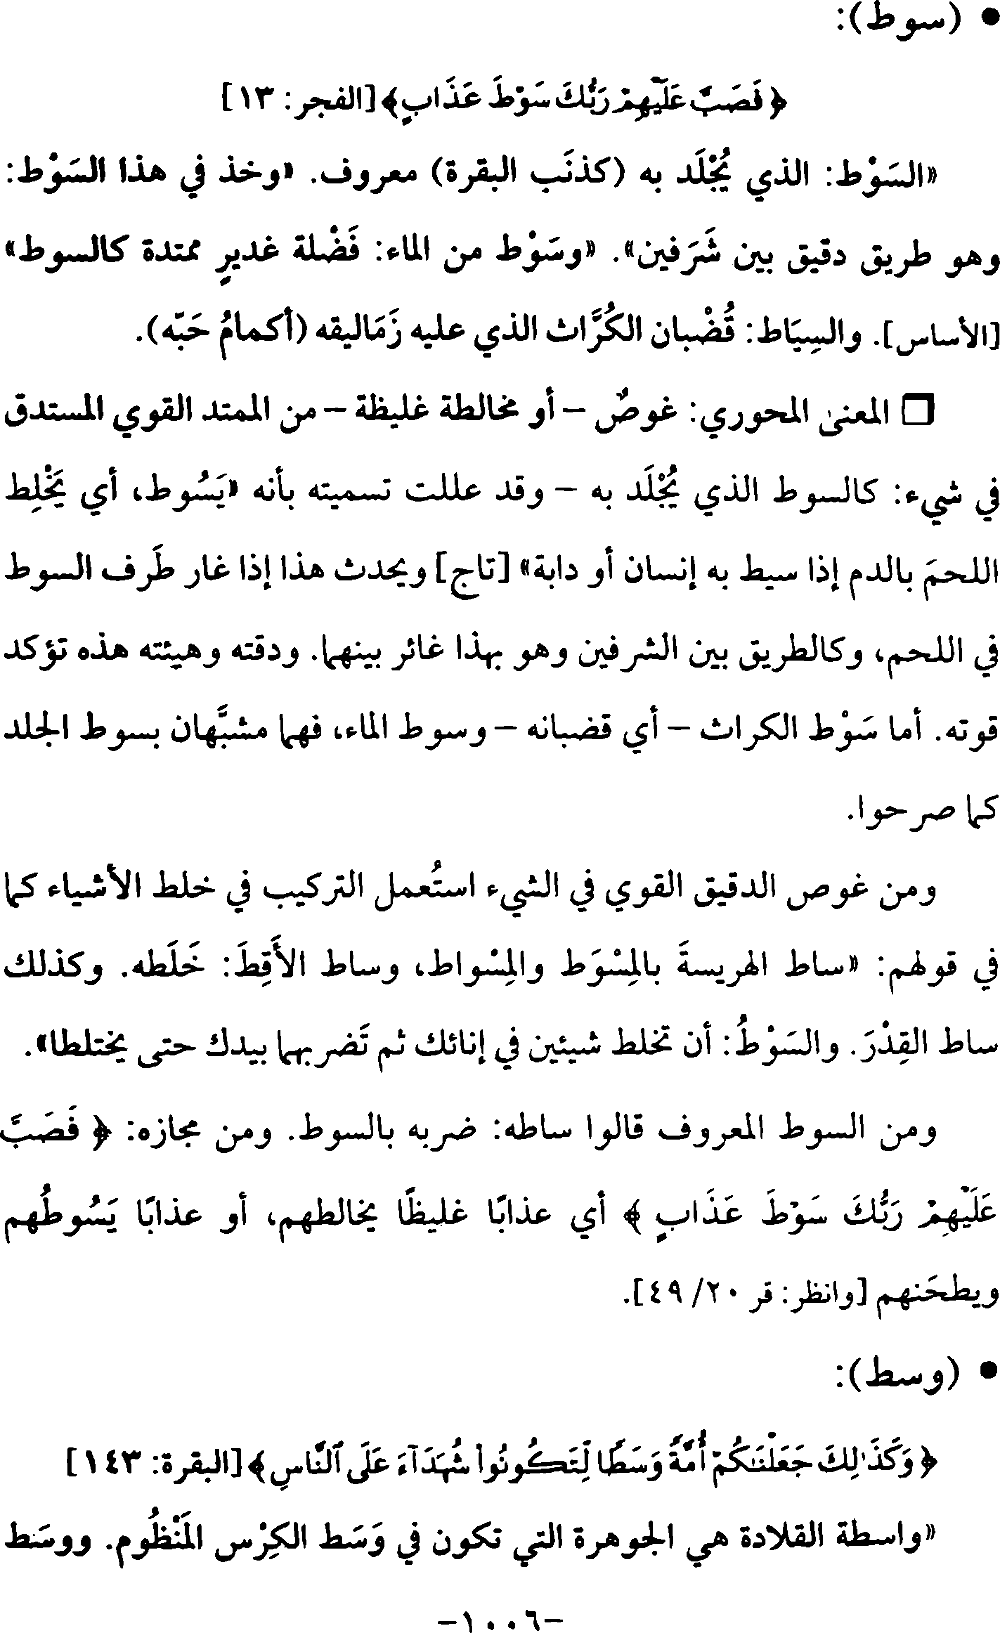 • (سوط):
﴿ فَصَبَّ عَلَيْهِمْ رَبُّكَ سَوْطَ عَذَابٍ ﴾ [الفجر: ١٣]
«السَوْط: الذي يُجْلَد به (كذنَب البقرة) معروف. «وخذ في هذا السَوْط:
وهو طريق دقيق بين شَرَفين». «وسَوْط من الماء: فَضْلة غديرٍ ممتدة كالسوط»
[الأساس]. والسِيَاط: قُضْبان الكُرَّاث الذي عليه زَمَاليقه (أكمامُ حَبّه).
❒ المعنى المحوري: غوصٌ – أو مخالطة غليظة – من الممتد القوي المستدق
في شيء: كالسوط الذي يُجْلَد به – وقد عللت تسميته بأنه «يَسُوط، أي يَخْلِط
اللحمَ بالدم إذا سيط به إنسان أو دابة» [تاج] ويحدث هذا إذا غار طَرف السوط
في اللحم، وكالطريق بين الشرفين وهو بهذا غائر بينهما. ودقته وهيئته هذه تؤكد
قوته. أما سَوْط الكراث – أي قضبانه – وسوط الماء، فهما مشبَّهان بسوط الجلد
كما صرحوا.
ومن غوص الدقيق القوي في الشيء استُعمل التركيب في خلط الأشياء كما
في قولهم: «ساط الهريسةَ بالمِسْوَط والمِسْواط، وساط الأَقِطَ: خَلَطه. وكذلك
ساط القِدْرَ. والسَوْطُ: أن تخلط شيئين في إنائك ثم تَضربهما بيدك حتى يختلطا».
ومن السوط المعروف قالوا ساطه: ضربه بالسوط. ومن مجازه: ﴿ فَصَبَّ
عَلَيْهِمْ رَبُّكَ سَوْطَ عَذَابٍ ﴾ أي عذابًا غليظًا يخالطهم، أو عذابًا يَسُوطُهم
ويطحَنهم [وانظر: قر ٢٠/ ٤٩].
• (وسط):
﴿ وَكَذَٰلِكَ جَعَلْنَٰكُمْ أُمَّةً وَسَطًا لِّتَكُونُوا۟ شُهَدَآءَ عَلَى ٱلنَّاسِ ﴾ [البقرة: ١٤٣]
«واسطة القلادة هي الجوهرة التي تكون في وَسَط الكِرْس المَنْظُوم. ووسَط
-١٠٠٦-